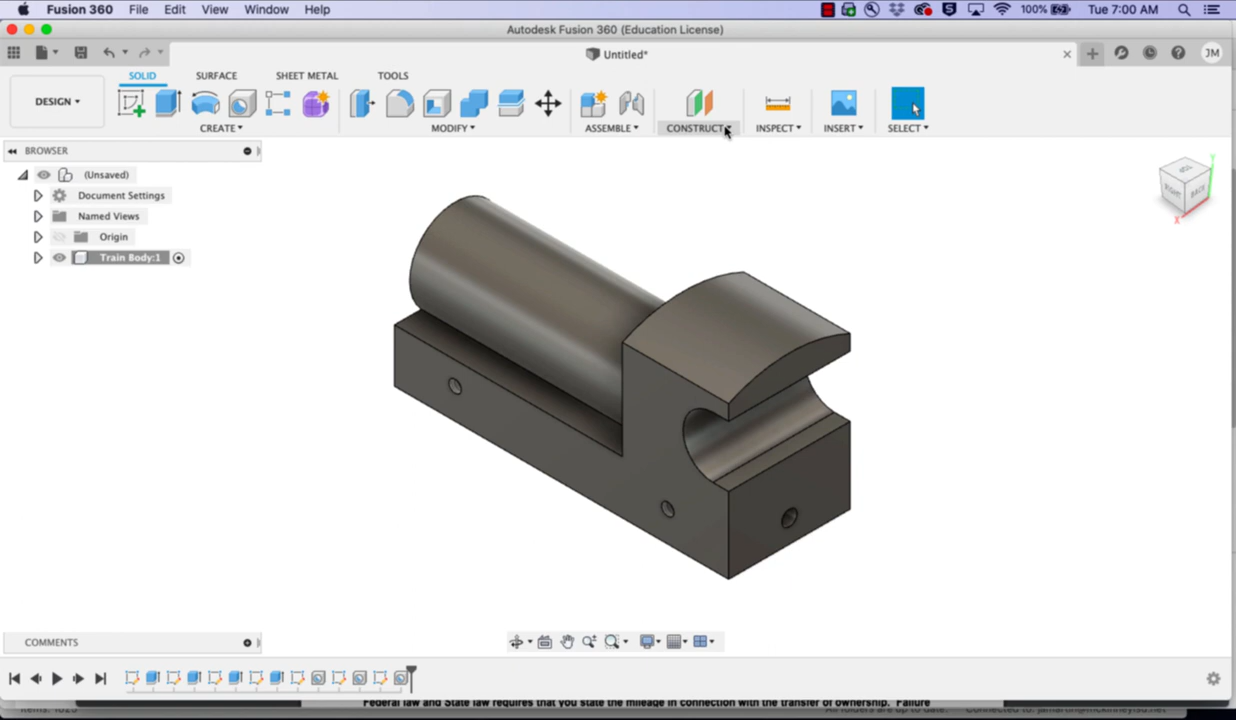 Fusion 360 File Edit View Window Help 100% Tue 7:00 AM
Autodesk Fusion 360 (Education License)
Untitled* JM
SOLID SURFACE SHEET METAL TOOLS
DESIGN
CREATE MODIFY ASSEMBLE CONSTRUCT INSPECT INSERT SELECT
BROWSER
(Unsaved)
Document Settings
Named Views
Origin
Train Body:1
RIGHT BACK
Y
X
COMMENTS
Federal law and State law requires that you state the mileage in connection with the transfer of ownership. Failure